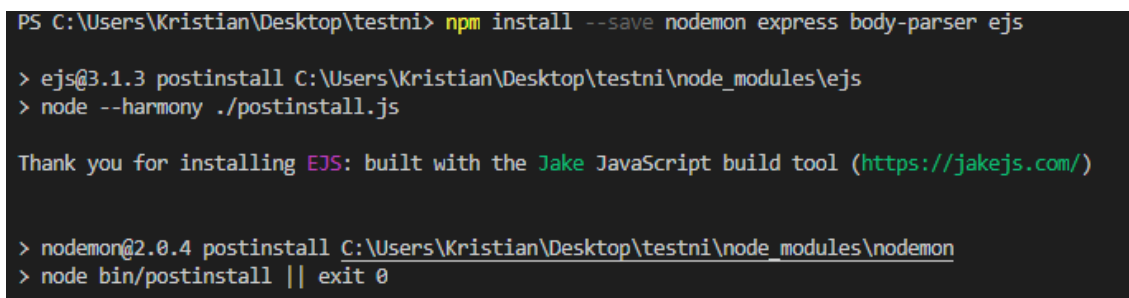 PS C:\Users\Kristian\Desktop\testni> npm install --save nodemon express body-parser ejs
> ejs@3.1.3 postinstall C:\Users\Kristian\Desktop\testni\node_modules\ejs
> node --harmony ./postinstall.js
Thank you for installing EJS: built with the Jake JavaScript build tool (https://jakejs.com/)
> nodemon@2.0.4 postinstall C:\Users\Kristian\Desktop\testni\node_modules\nodemon
> node bin/postinstall || exit 0